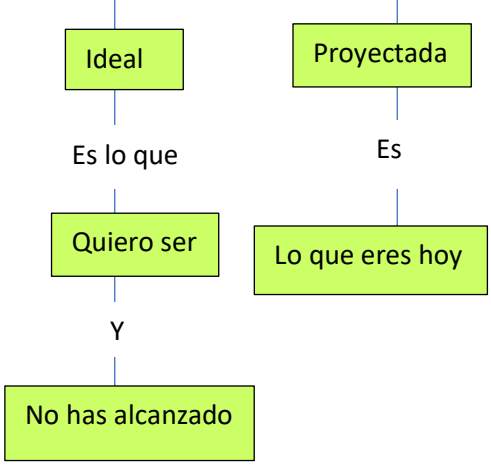 Ideal
Es lo que
Quiero ser
Y
No has alcanzado
Proyectada
Es
Lo que eres hoy